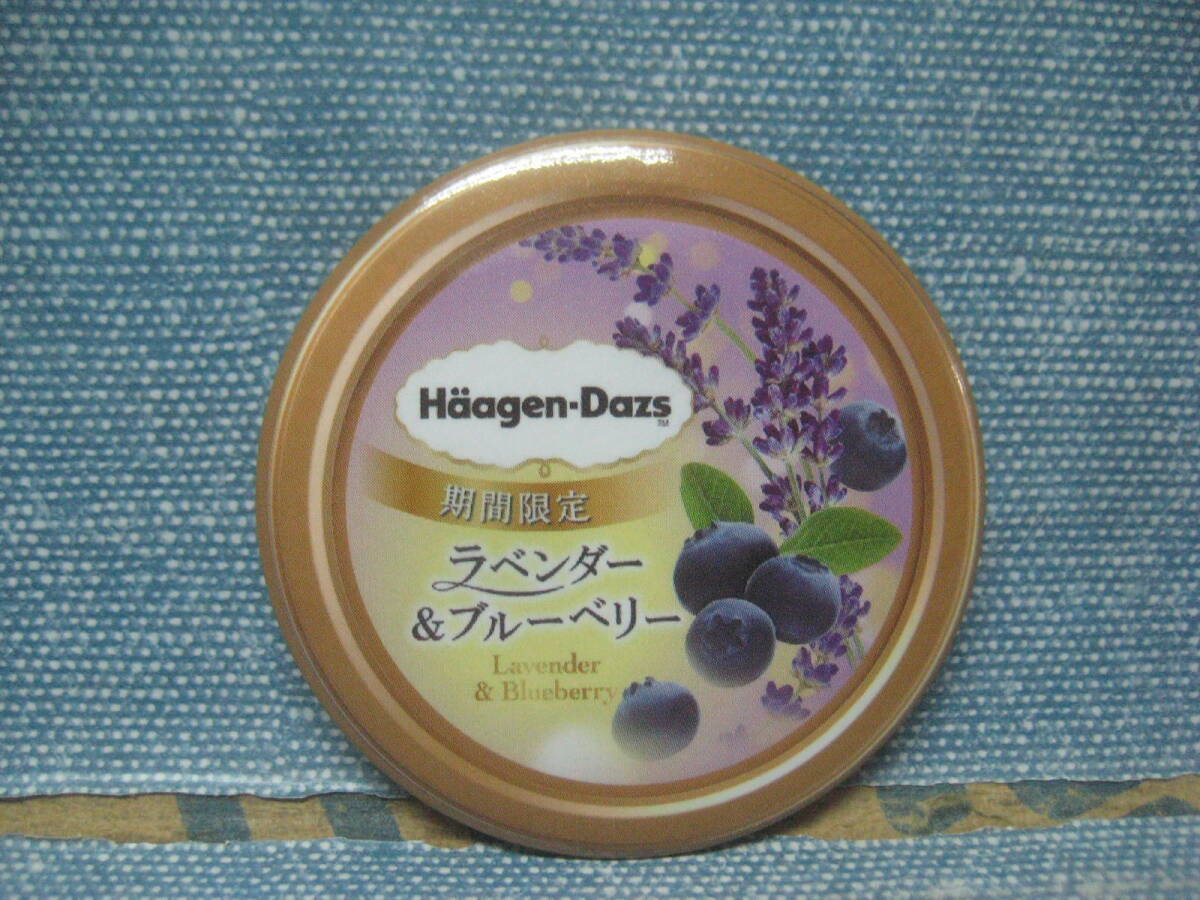 Häagen-Dazs
TM
期間限定
ラベンダー
&ブルーベリー
Lavender
& Blueberry